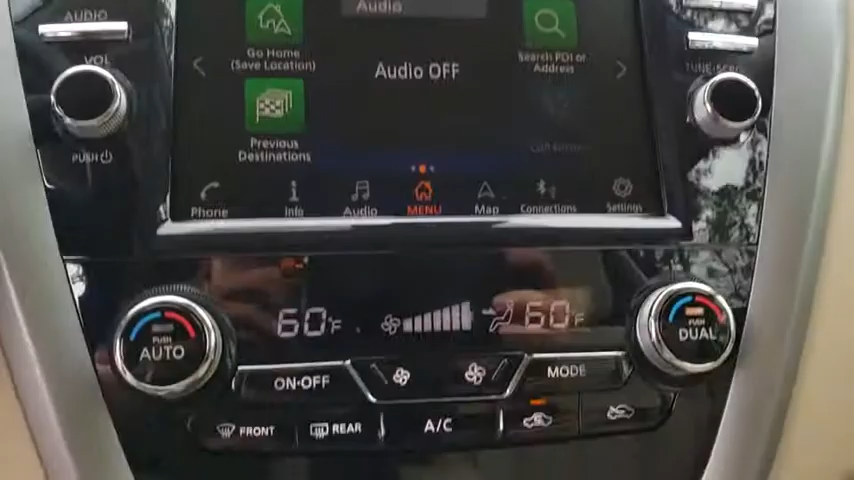 AUDIO
Audio
VOL
Go Home
(Save Location)
Search POI or
Address
Audio OFF
TUNE•SCROLL
PUSH
Previous
Destinations
Phone
Info
Audio
MENU
Map
Connections
Settings
60°F
60°F
PUSH
AUTO
PUSH
DUAL
ON•OFF
MODE
FRONT
REAR
A/C